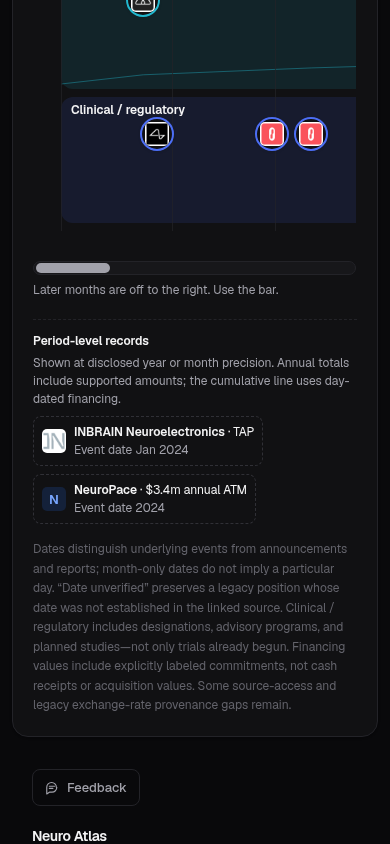 Clinical / regulatory
Later months are off to the right. Use the bar.
Period-level records
Shown at disclosed year or month precision. Annual totals
include supported amounts; the cumulative line uses day-
dated financing.
IN
INBRAIN Neuroelectronics · TAP
Event date Jan 2024
N
NeuroPace · $3.4m annual ATM
Event date 2024
Dates distinguish underlying events from announcements
and reports; month-only dates do not imply a particular
day. “Date unverified” preserves a legacy position whose
date was not established in the linked source. Clinical /
regulatory includes designations, advisory programs, and
planned studies—not only trials already begun. Financing
values include explicitly labeled commitments, not cash
receipts or acquisition values. Some source-access and
legacy exchange-rate provenance gaps remain.
Feedback
Neuro Atlas